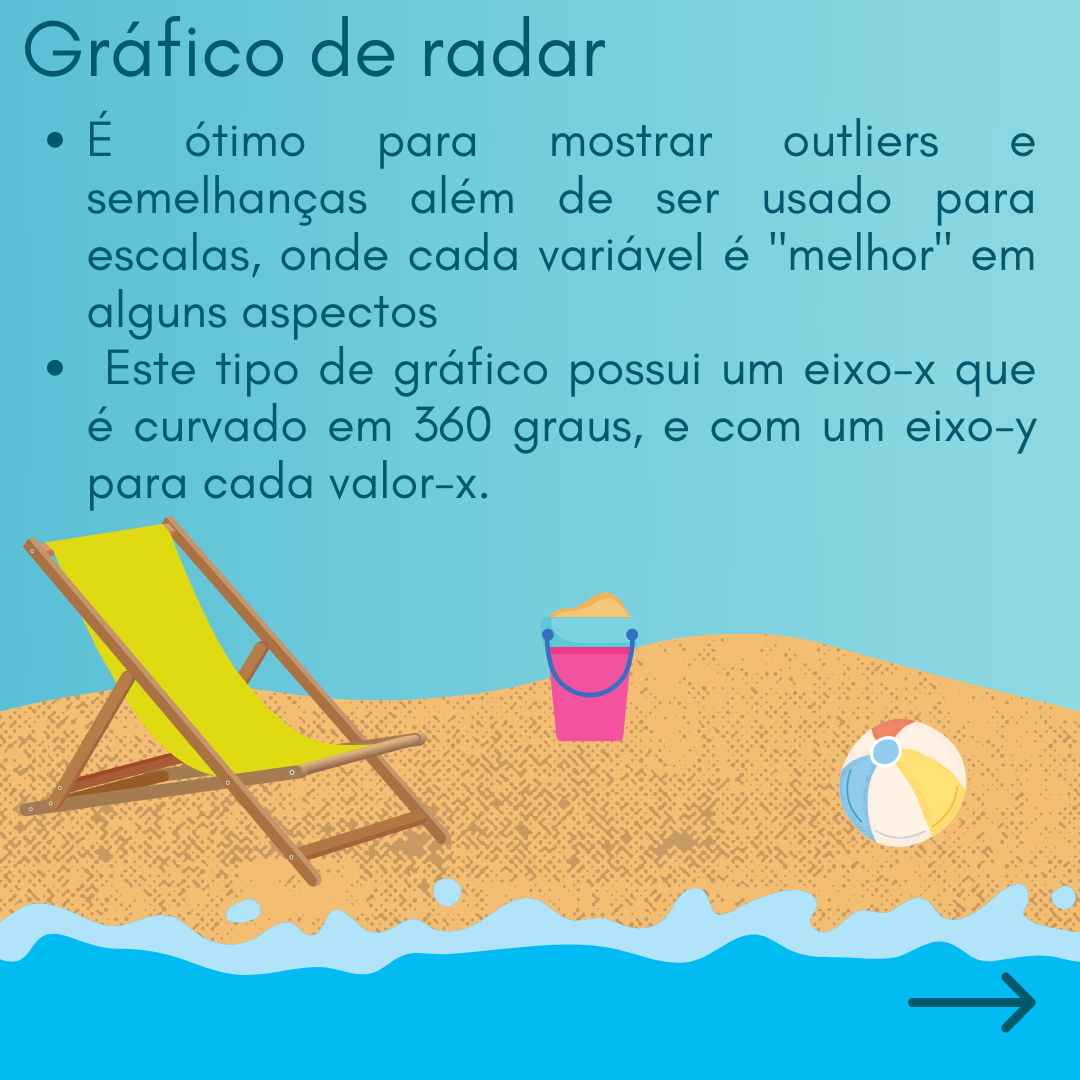 Gráfico de radar
• É ótimo para mostrar outliers e
semelhanças além de ser usado para
escalas, onde cada variável é "melhor" em
alguns aspectos
• Este tipo de gráfico possui um eixo-x que
é curvado em 360 graus, e com um eixo-y
para cada valor-x.